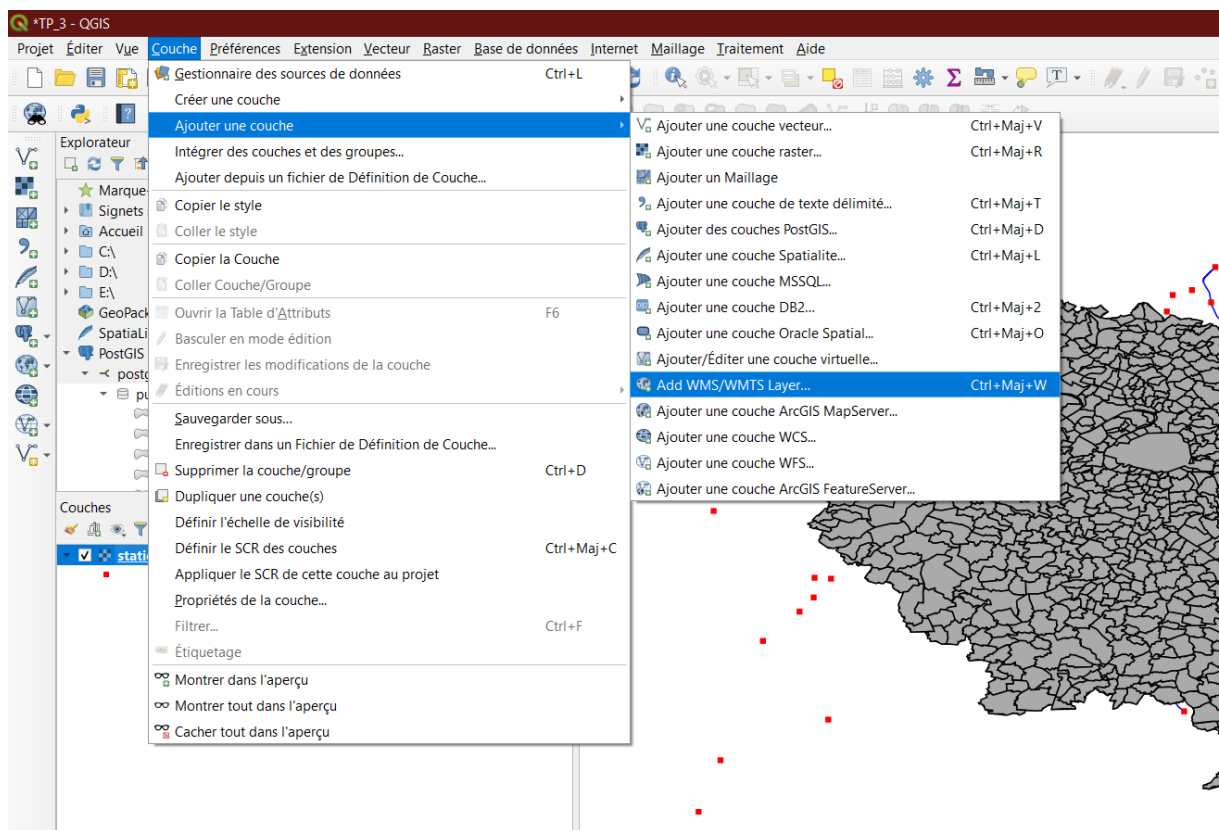 *TP_3 - QGIS
Projet Éditer Vue Couche Préférences Extension Vecteur Raster Base de données Internet Maillage Traitement Aide
Gestionnaire des sources de données Ctrl+L
Créer une couche
Ajouter une couche
Intégrer des couches et des groupes...
Ajouter depuis un fichier de Définition de Couche...
Copier le style
Coller le style
Copier la Couche
Coller Couche/Groupe
Ouvrir la Table d'Attributs F6
Basculer en mode édition
Enregistrer les modifications de la couche
Éditions en cours
Sauvegarder sous...
Enregistrer dans un Fichier de Définition de Couche...
Supprimer la couche/groupe Ctrl+D
Dupliquer une couche(s)
Définir l'échelle de visibilité
Définir le SCR des couches Ctrl+Maj+C
Appliquer le SCR de cette couche au projet
Propriétés de la couche...
Filtrer... Ctrl+F
Étiquetage
Montrer dans l'aperçu
Montrer tout dans l'aperçu
Cacher tout dans l'aperçu
Ajouter une couche vecteur... Ctrl+Maj+V
Ajouter une couche raster... Ctrl+Maj+R
Ajouter un Maillage
Ajouter une couche de texte délimité... Ctrl+Maj+T
Ajouter des couches PostGIS... Ctrl+Maj+D
Ajouter une couche Spatialite... Ctrl+Maj+L
Ajouter une couche MSSQL...
Ajouter une couche DB2... Ctrl+Maj+2
Ajouter une couche Oracle Spatial... Ctrl+Maj+O
Ajouter/Éditer une couche virtuelle...
Add WMS/WMTS Layer... Ctrl+Maj+W
Ajouter une couche ArcGIS MapServer...
Ajouter une couche WCS...
Ajouter une couche WFS...
Ajouter une couche ArcGIS FeatureServer...
Explorateur
Marque
Signets
Accueil
C:\
D:\
E:\
GeoPack
SpatiaLi
PostGIS
postg
pu
Couches
stati